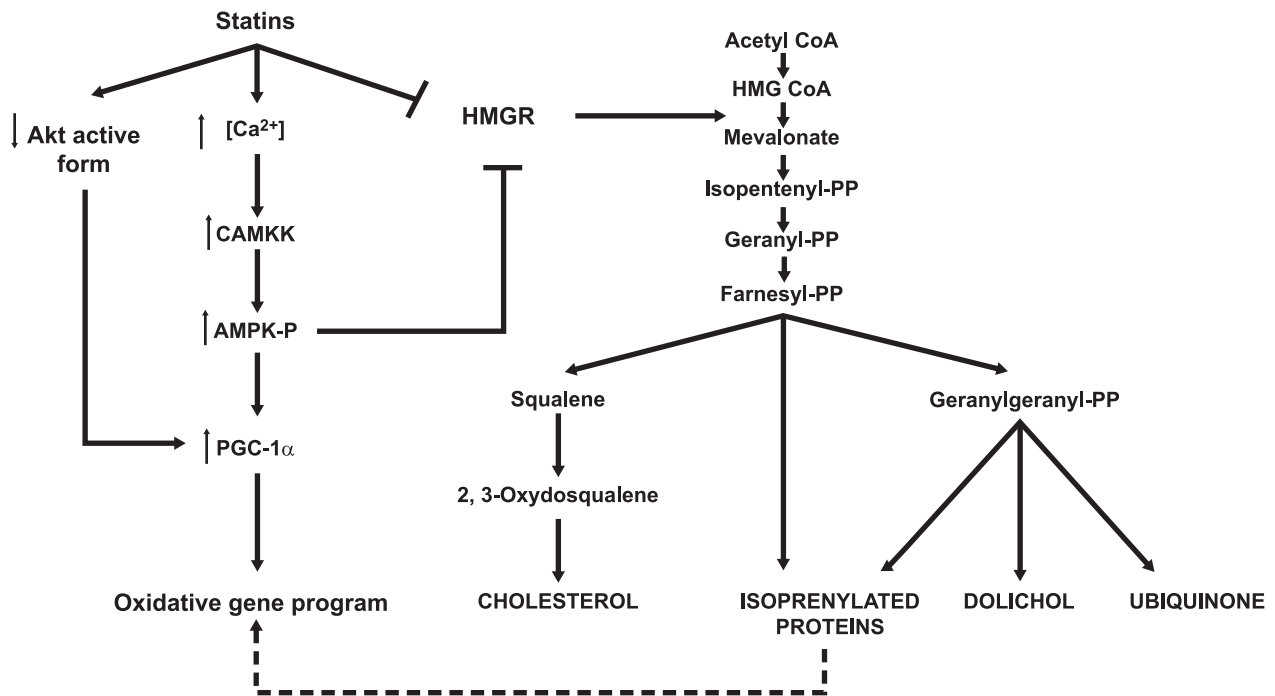 Statins
Akt active
form
[Ca²⁺]
CAMKK
AMPK-P
PGC-1α
Oxidative gene program
HMGR
Acetyl CoA
HMG CoA
Mevalonate
Isopentenyl-PP
Geranyl-PP
Farnesyl-PP
Squalene
2, 3-Oxydosqualene
CHOLESTEROL
Geranylgeranyl-PP
ISOPRENYLATED
PROTEINS
DOLICHOL
UBIQUINONE